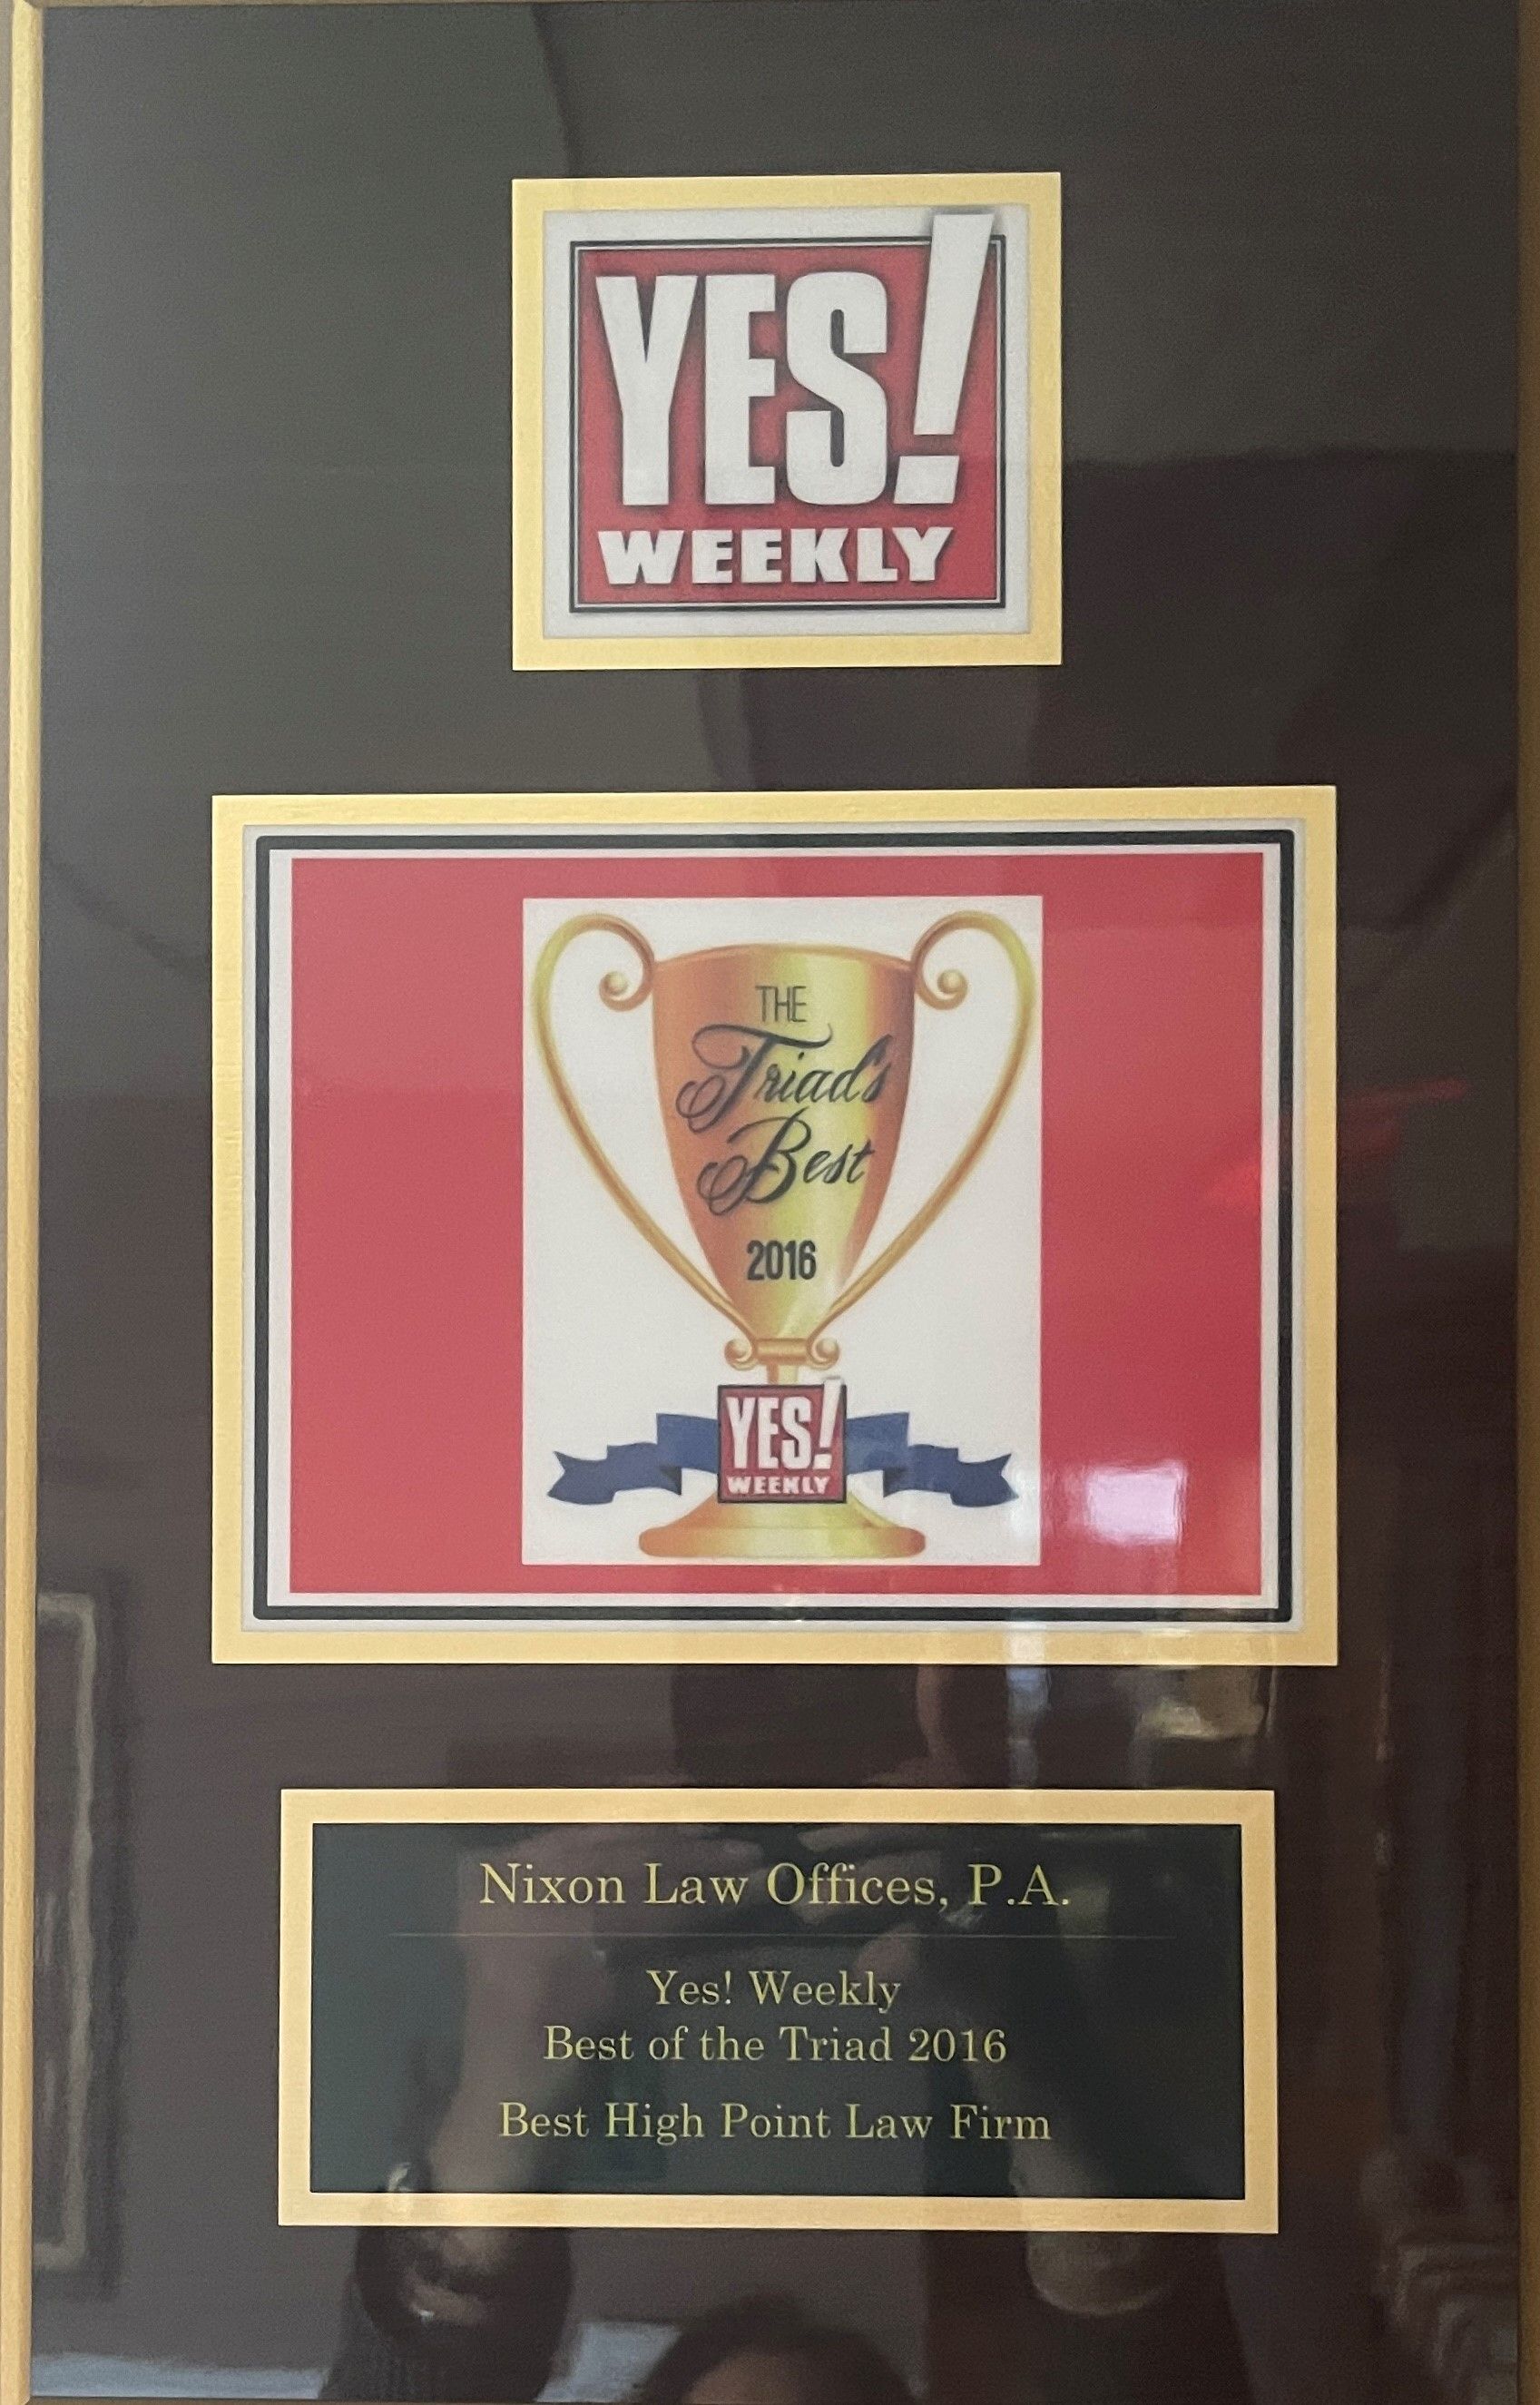 YES!
WEEKLY
THE
Triad's
Best
2016
YES!
WEEKLY
Nixon Law Offices, P.A.
Yes! Weekly
Best of the Triad 2016
Best High Point Law Firm